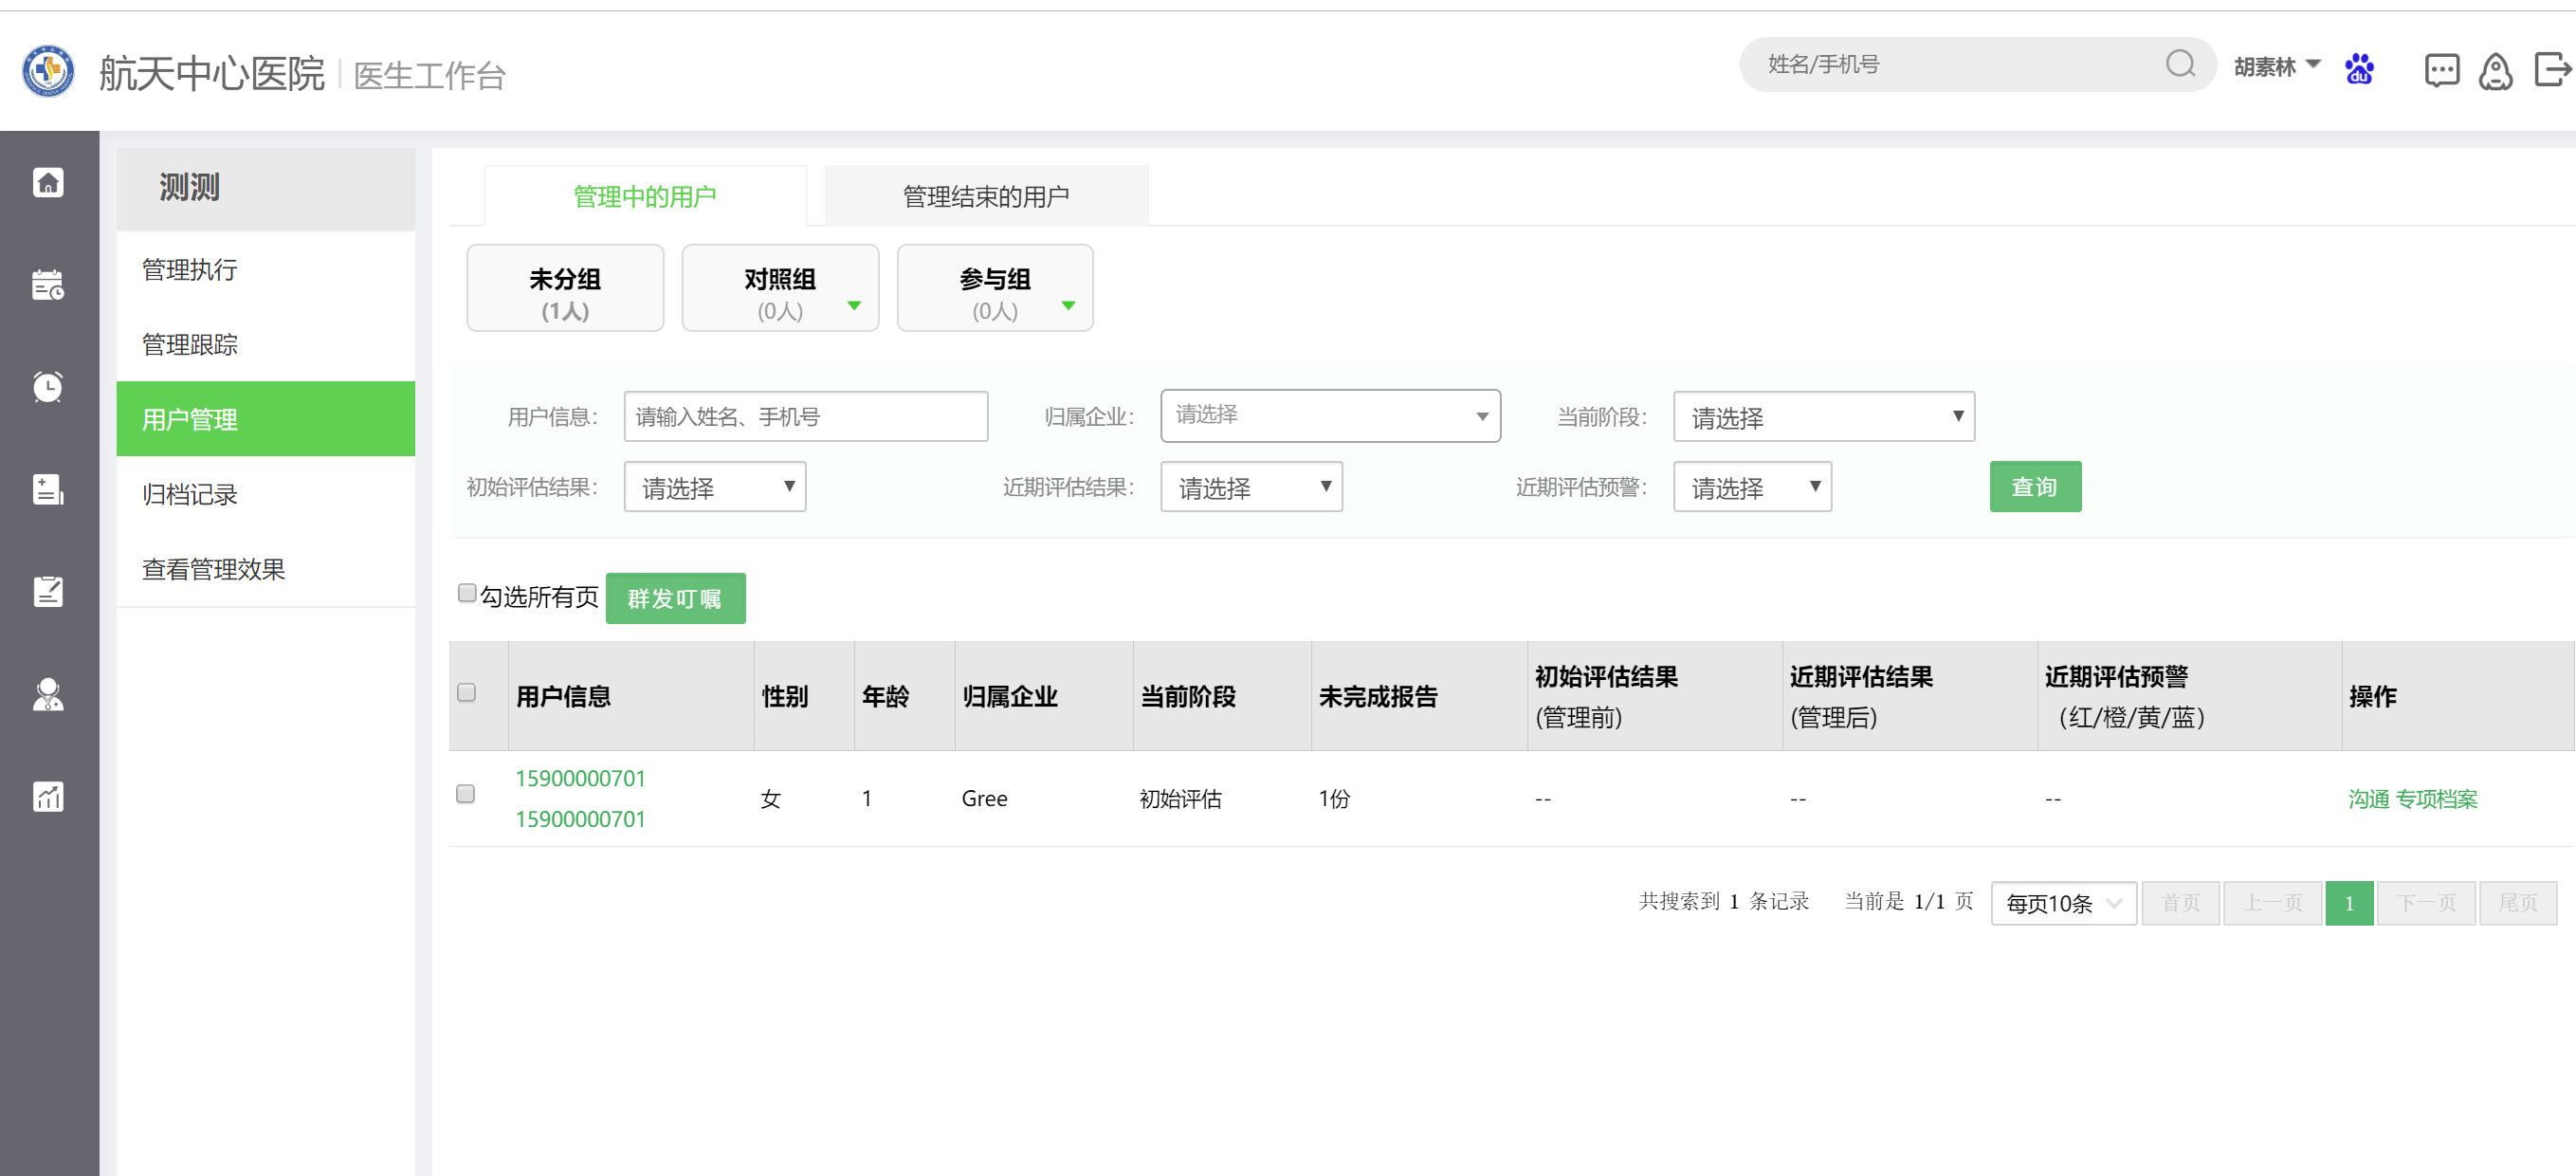 航天中心医院 | 医生工作台
姓名/手机号
胡素林
du
测测
管理执行
管理跟踪
用户管理
归档记录
查看管理效果
管理中的用户
管理结束的用户
未分组
(1人)
对照组
(0人)
参与组
(0人)
用户信息： 请输入姓名、手机号 归属企业： 请选择 当前阶段： 请选择
初始评估结果： 请选择 近期评估结果： 请选择 近期评估预警： 请选择 查询
勾选所有页 群发叮嘱
用户信息 性别 年龄 归属企业 当前阶段 未完成报告 初始评估结果 (管理前) 近期评估结果 (管理后) 近期评估预警 （红/橙/黄/蓝） 操作
15900000701
15900000701
女 1 Gree 初始评估 1份 -- -- -- 沟通 专项档案
共搜索到 1 条记录 当前是 1/1 页 每页10条 首页 上一页 1 下一页 尾页